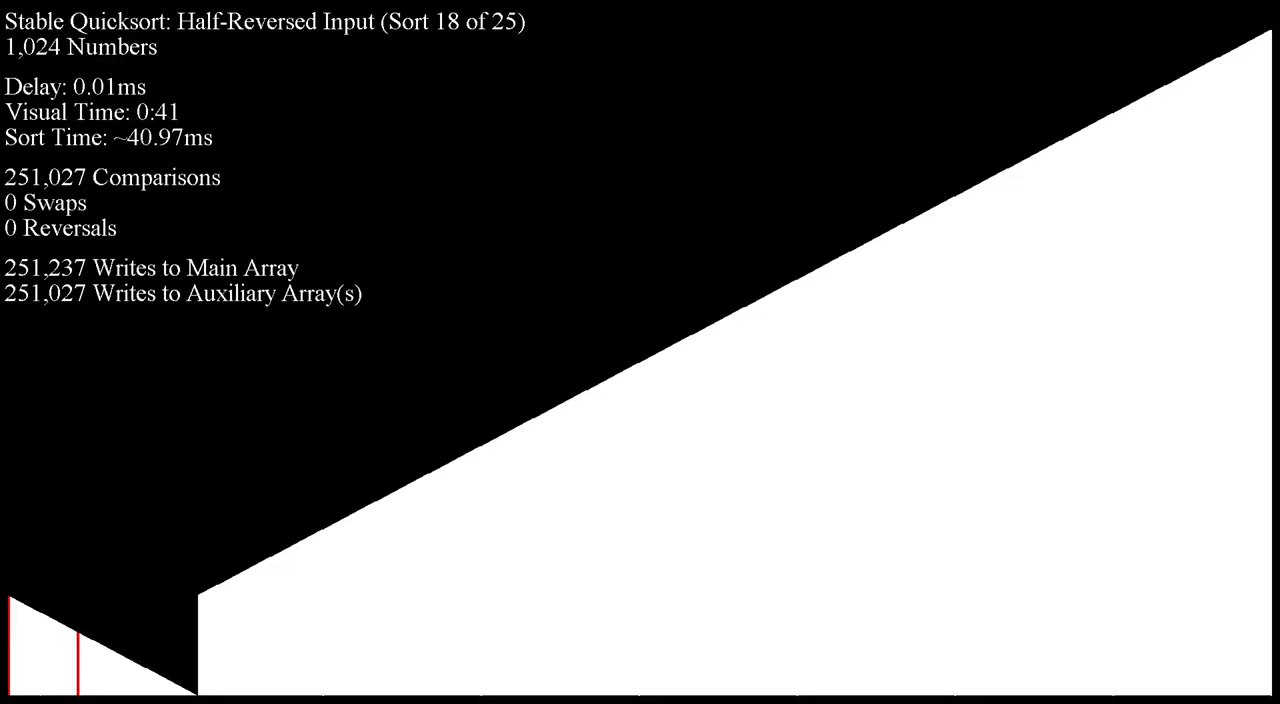 Stable Quicksort: Half-Reversed Input (Sort 18 of 25)
1,024 Numbers
Delay: 0.01ms
Visual Time: 0:41
Sort Time: ~40.97ms
251,027 Comparisons
0 Swaps
0 Reversals
251,237 Writes to Main Array
251,027 Writes to Auxiliary Array(s)